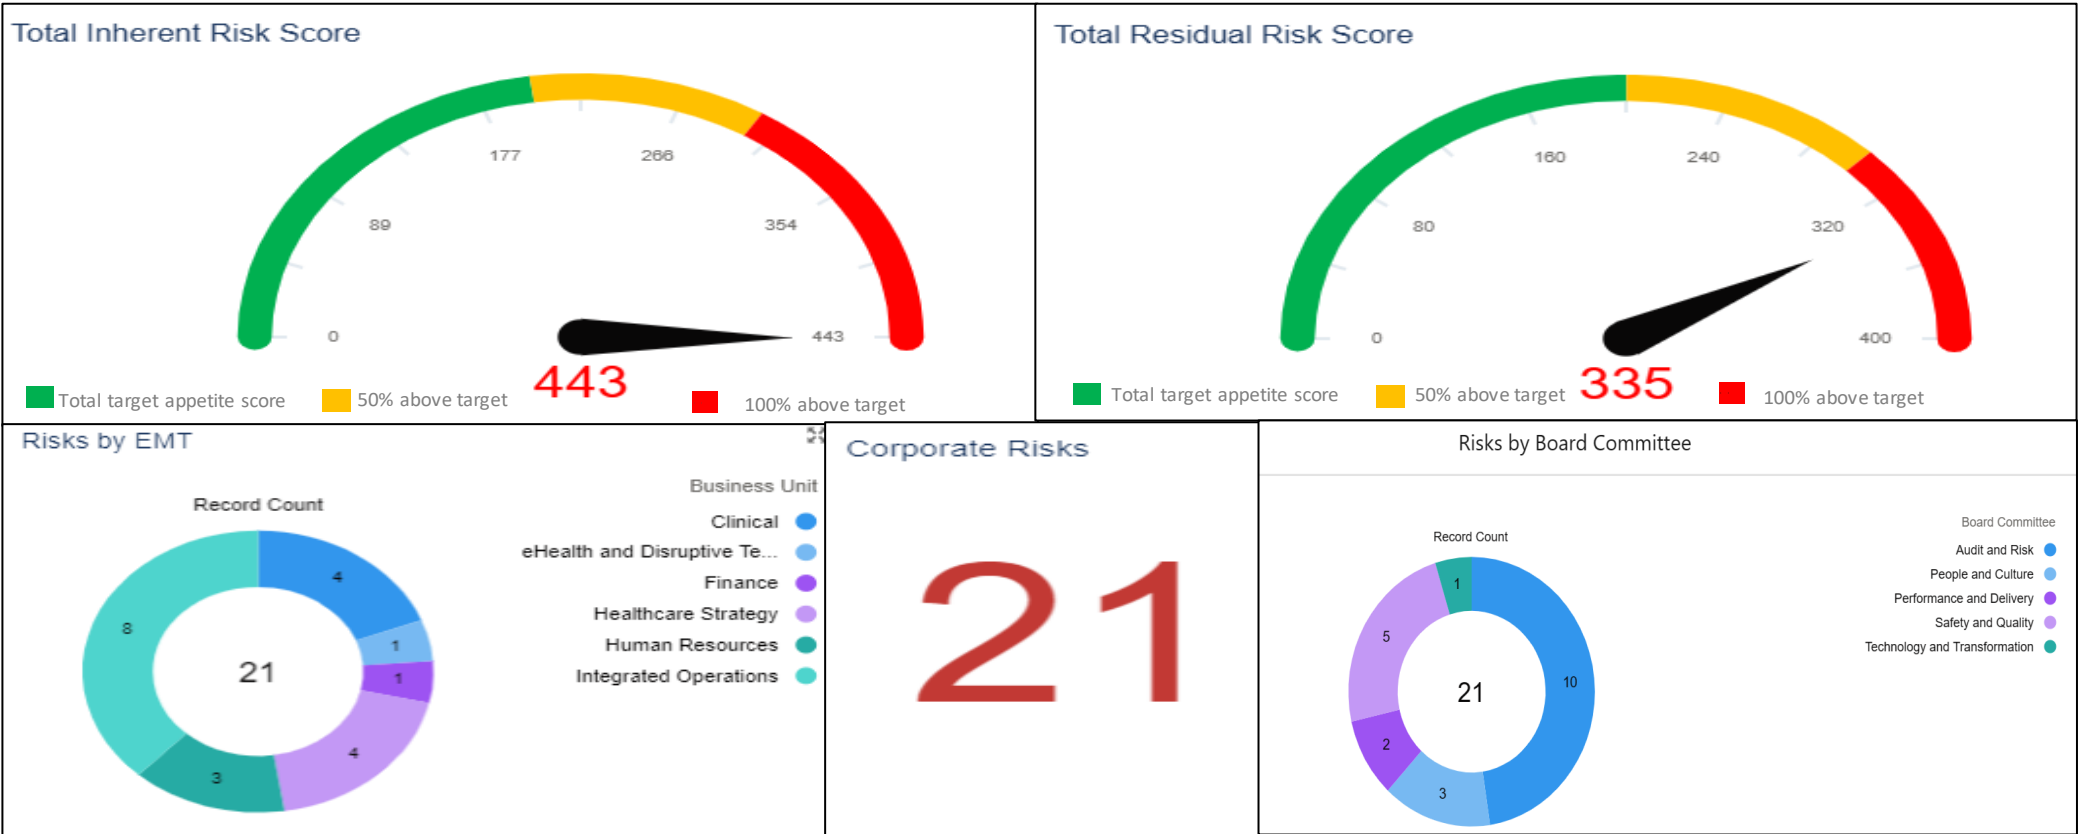 Total Inherent Risk Score
0
89
177
266
354
443
443
Total target appetite score
50% above target
100% above target
Total Residual Risk Score
0
80
160
240
320
400
335
Total target appetite score
50% above target
100% above target
Risks by EMT
Record Count
4
1
1
4
3
8
21
Business Unit
Clinical
eHealth and Disruptive Te...
Finance
Healthcare Strategy
Human Resources
Integrated Operations
Corporate Risks
21
Risks by Board Committee
Record Count
10
3
2
5
1
21
Board Committee
Audit and Risk
People and Culture
Performance and Delivery
Safety and Quality
Technology and Transformation